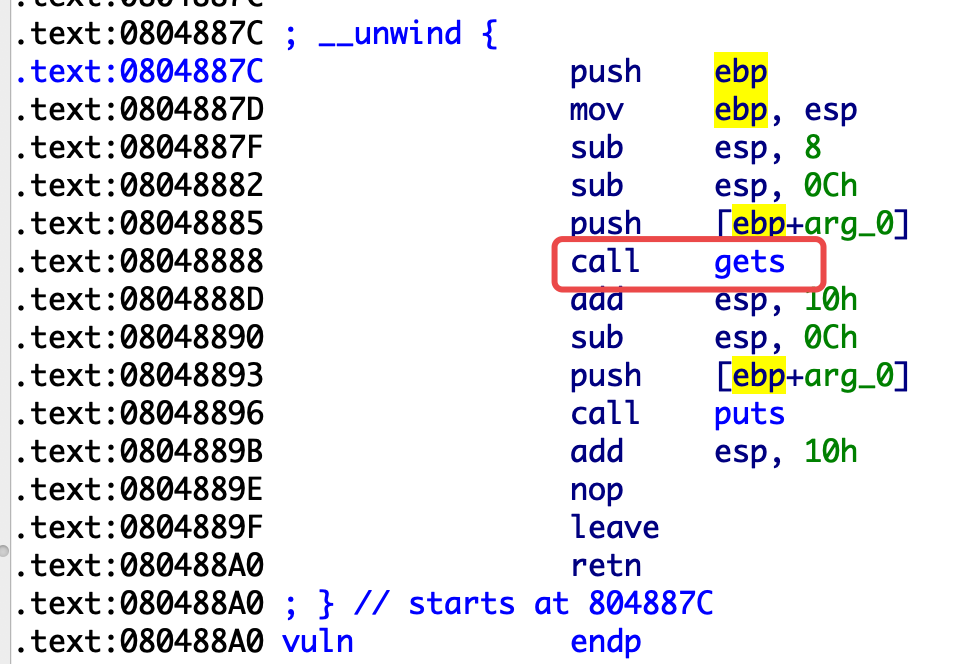 .text:0804887C
.text:0804887C ; __unwind {
.text:0804887C push ebp
.text:0804887D mov ebp, esp
.text:0804887F sub esp, 8
.text:08048882 sub esp, 0Ch
.text:08048885 push [ebp+arg_0]
.text:08048888 call gets
.text:0804888D add esp, 10h
.text:08048890 sub esp, 0Ch
.text:08048893 push [ebp+arg_0]
.text:08048896 call puts
.text:0804889B add esp, 10h
.text:0804889E nop
.text:0804889F leave
.text:080488A0 retn
.text:080488A0 ; } // starts at 804887C
.text:080488A0 vuln endp